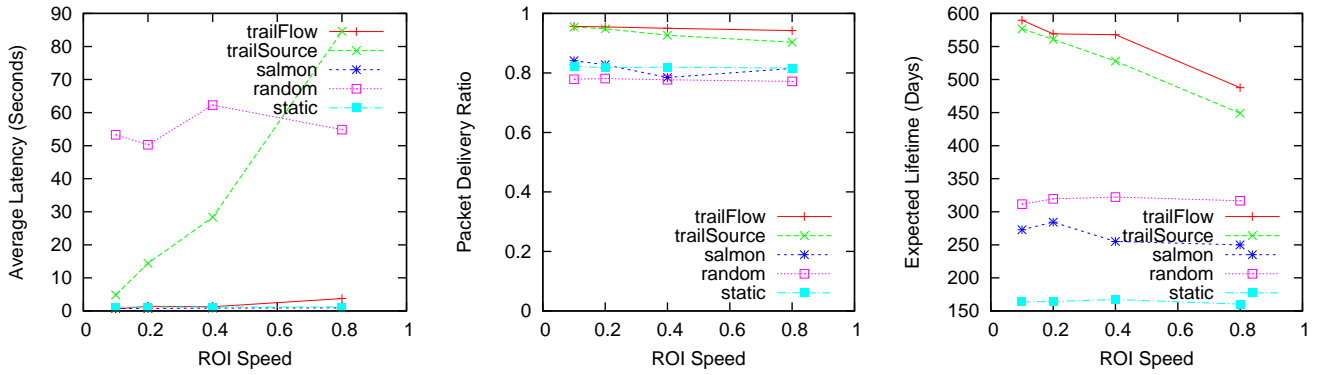 Average Latency (Seconds)
90
80
70
60
50
40
30
20
10
0
0 0.2 0.4 0.6 0.8 1
ROI Speed
trailFlow
trailSource
salmon
random
static
Packet Delivery Ratio
1
0.8
0.6
0.4
0.2
0
0 0.2 0.4 0.6 0.8 1
ROI Speed
trailFlow
trailSource
salmon
random
static
Expected Lifetime (Days)
600
550
500
450
400
350
300
250
200
150
0 0.2 0.4 0.6 0.8 1
ROI Speed
trailFlow
trailSource
salmon
random
static